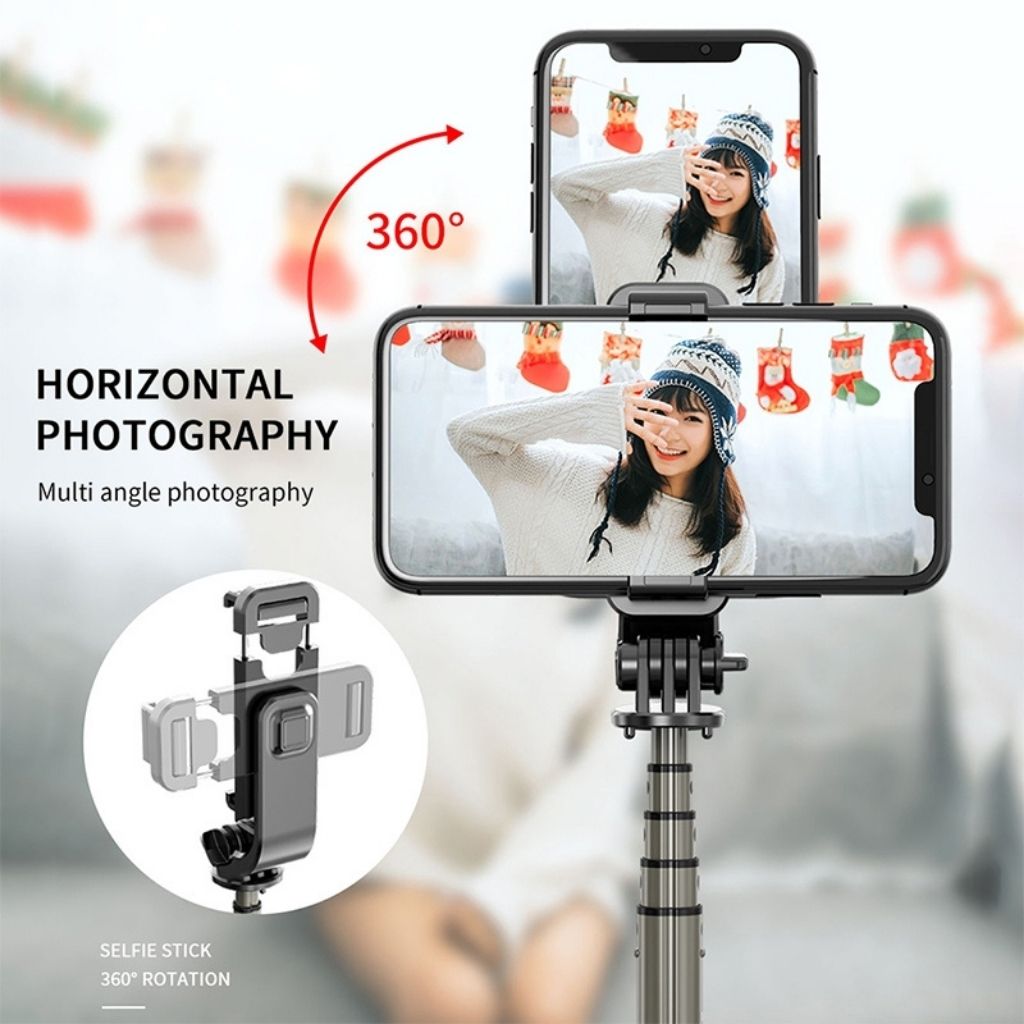 360°
HORIZONTAL
PHOTOGRAPHY
Multi angle photography
SELFIE STICK
360° ROTATION